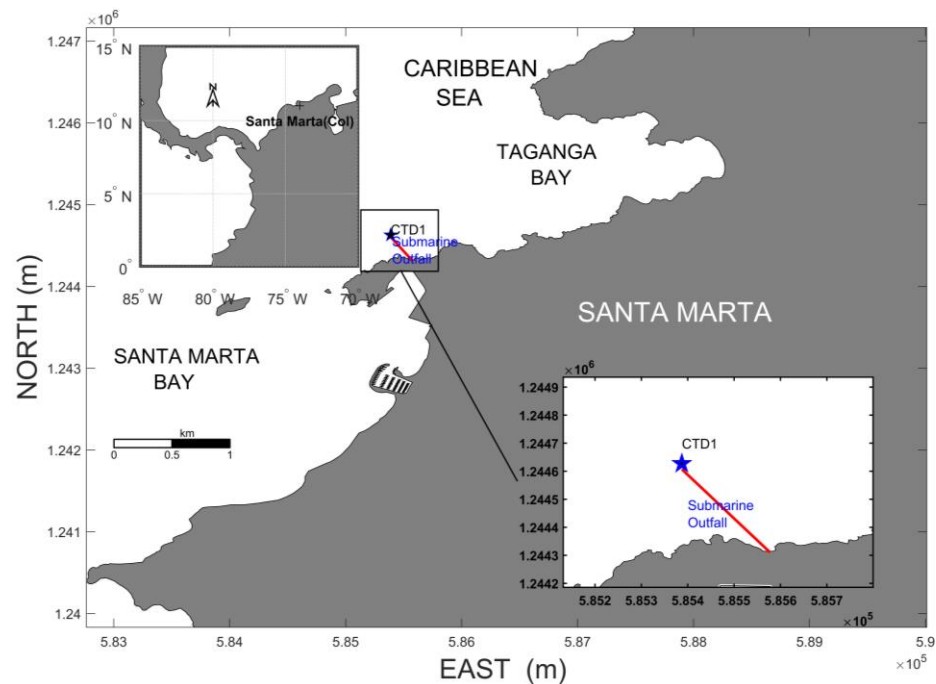 ×10⁶
1.247
1.246
1.245
1.244
1.243
1.242
1.241
1.24
NORTH (m)
15° N
10° N
5° N
0°
85° W
80° W
75° W
70° W
N
Santa Marta(Col)
CARIBBEAN
SEA
TAGANGA
BAY
CTD1
Submarine
Outfall
SANTA MARTA
SANTA MARTA
BAY
km
0 0.5 1
×10⁶
1.2449
1.2448
1.2447
1.2446
1.2445
1.2444
1.2443
1.2442
CTD1
Submarine
Outfall
5.852 5.853 5.854 5.855 5.856 5.857
×10⁵
5.83 5.84 5.85 5.86 5.87 5.88 5.89 5.9
×10⁵
EAST (m)